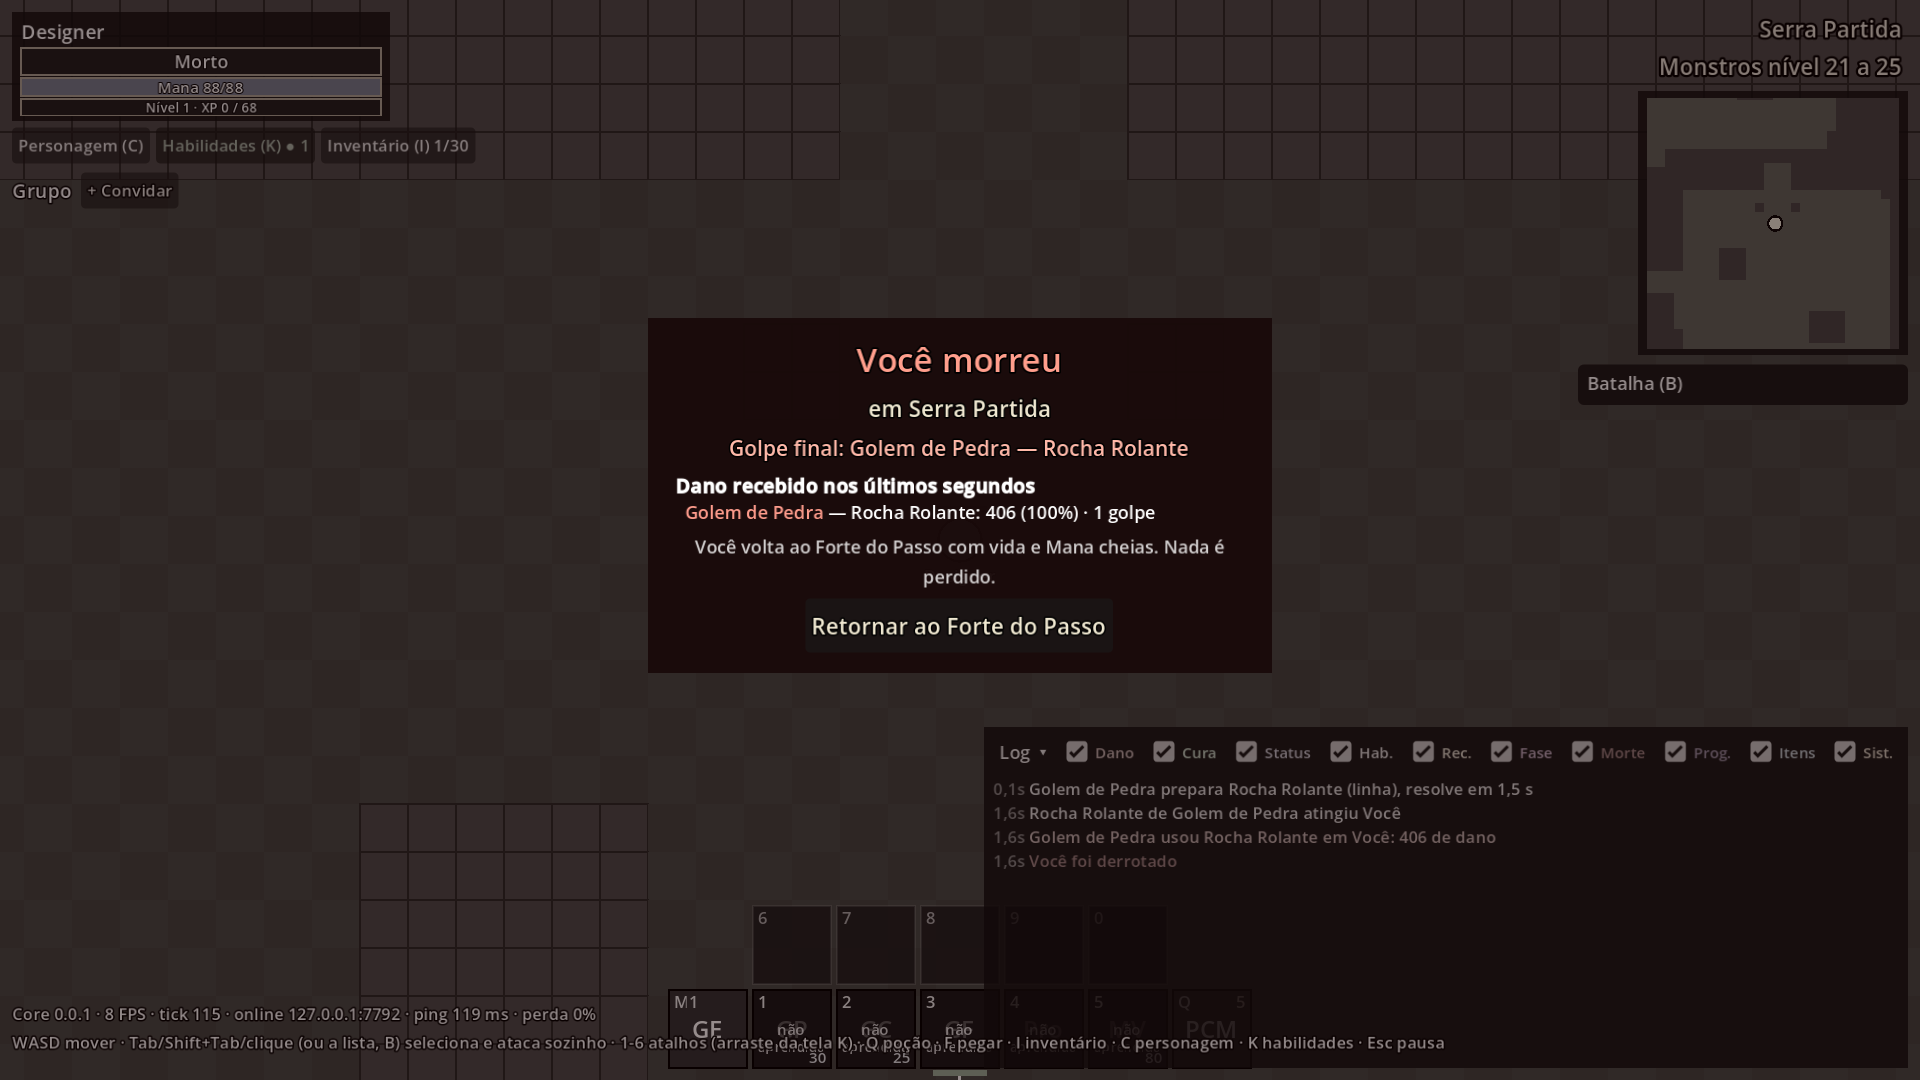 Designer
Morto
Mana 88/88
Nível 1 · XP 0 / 68
Personagem (C)
Habilidades (K) ● 1
Inventário (I) 1/30
Grupo
+ Convidar
Serra Partida
Monstros nível 21 a 25
Batalha (B)
Você morreu
em Serra Partida
Golpe final: Golem de Pedra — Rocha Rolante
Dano recebido nos últimos segundos
Golem de Pedra — Rocha Rolante: 406 (100%) · 1 golpe
Você volta ao Forte do Passo com vida e Mana cheias. Nada é
perdido.
Retornar ao Forte do Passo
Log ▾ Dano Cura Status Hab. Rec. Fase Morte Prog. Itens Sist.
0,1s Golem de Pedra prepara Rocha Rolante (linha), resolve em 1,5 s
1,6s Rocha Rolante de Golem de Pedra atingiu Você
1,6s Golem de Pedra usou Rocha Rolante em Você: 406 de dano
1,6s Você foi derrotado
6 7 8 9 0
M1 1 2 3 4 5 Q 5
GF não não não não não PCM
30 25 80
Core 0.0.1 · 8 FPS · tick 115 · online 127.0.0.1:7792 · ping 119 ms · perda 0%
WASD mover · Tab/Shift+Tab/clique (ou a lista, B) seleciona e ataca sozinho · 1-6 atalhos (arraste da tela K) · Q poção · F pegar · I inventário · C personagem · K habilidades · Esc pausa